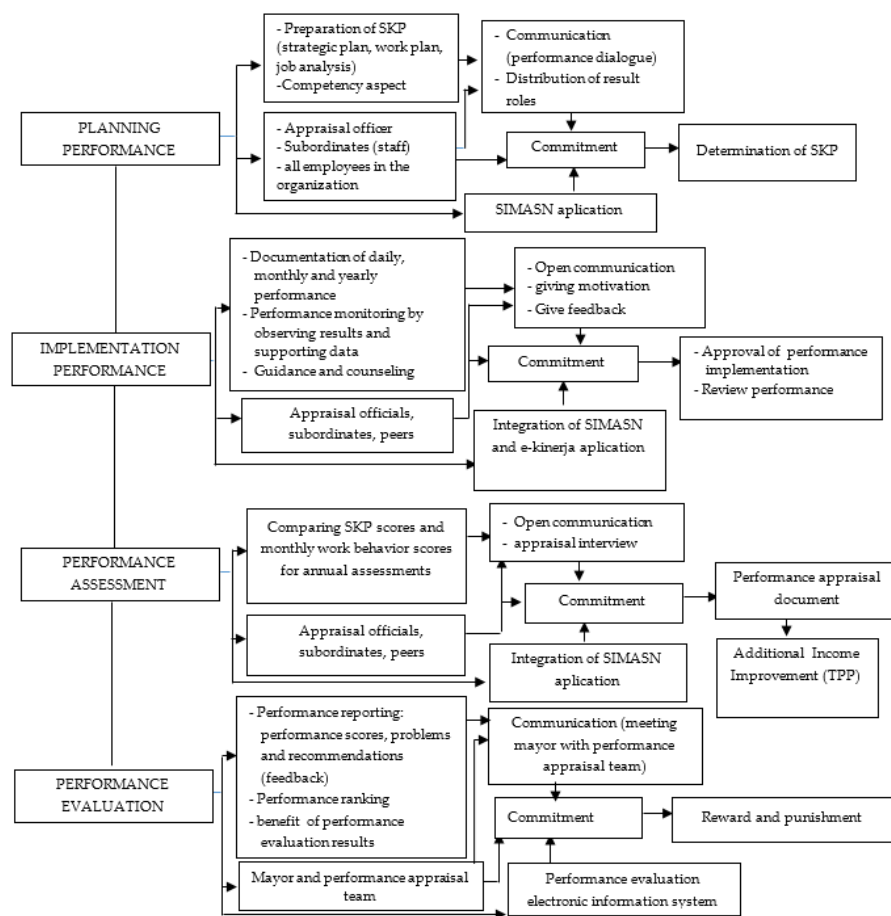 - Preparation of SKP
(strategic plan, work plan,
job analysis)
-Competency aspect
- Communication
(performance dialogue)
- Distribution of result
roles
PLANNING
PERFORMANCE
- Appraisal officer
- Subordinates (staff)
- all employees in the
organization
Commitment
Determination of SKP
SIMASN aplication
- Documentation of daily,
monthly and yearly
performance
- Performance monitoring by
observing results and
supporting data
- Guidance and counseling
- Open communication
- giving motivation
- Give feedback
IMPLEMENTATION
PERFORMANCE
Commitment
- Approval of performance
implementation
- Review performance
Appraisal officials,
subordinates, peers
Integration of SIMASN
and e-kinerja aplication
Comparing SKP scores and
monthly work behavior scores
for annual assessments
- Open communication
- appraisal interview
PERFORMANCE
ASSESSMENT
Commitment
Performance appraisal
document
Appraisal officials,
subordinates, peers
Integration of SIMASN
aplication
Additional Income
Improvement (TPP)
- Performance reporting:
performance scores, problems
and recommendations
(feedback)
- Performance ranking
- benefit of performance
evaluation results
Communication (meeting
mayor with performance
appraisal team)
PERFORMANCE
EVALUATION
Commitment
Reward and punishment
Mayor and performance appraisal
team
Performance evaluation
electronic information system